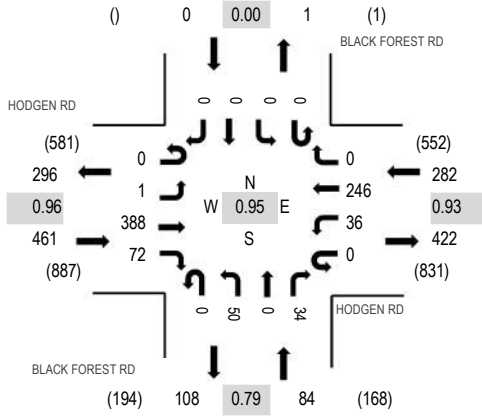 () 0 0.00 1 (1)
BLACK FOREST RD
HODGEN RD
0 0 0 0
(581) (552)
296 0 0 282
0.96 1 N 246 0.93
W 0.95 E
461 388 36 422
72 S 0
(887) (831)
0 50 0 34
HODGEN RD
BLACK FOREST RD
(194) 108 0.79 84 (168)